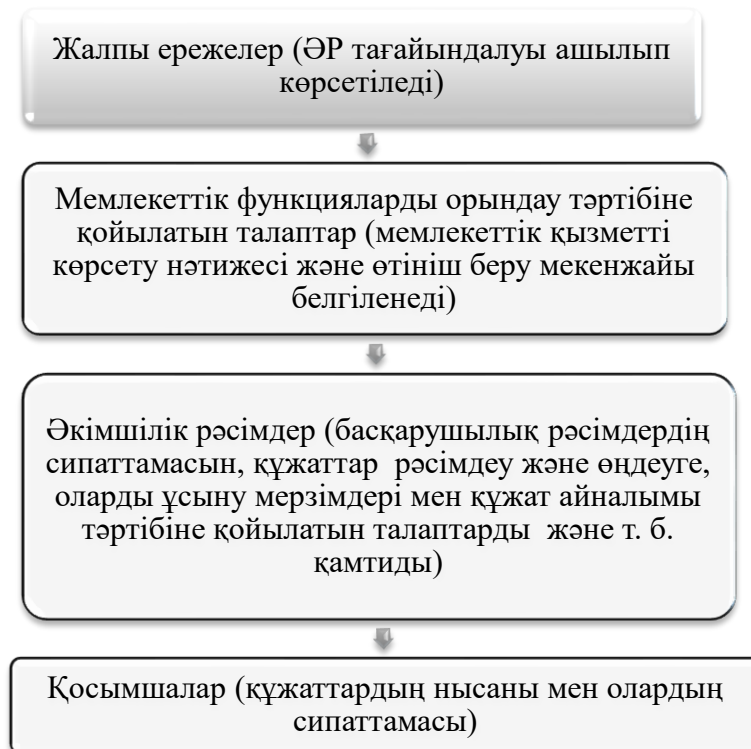 Жалпы ережелер (ӘР тағайындалуы ашылып
көрсетіледі)
Мемлекеттік функцияларды орындау тәртібіне
қойылатын талаптар (мемлекеттік қызметті
көрсету нәтижесі және өтініш беру мекенжайы
белгіленеді)
Әкімшілік рәсімдер (басқарушылық рәсімдердің
сипаттамасын, құжаттар рәсімдеу және өңдеуге,
оларды ұсыну мерзімдері мен құжат айналымы
тәртібіне қойылатын талаптарды және т. б.
қамтиды)
Қосымшалар (құжаттардың нысаны мен олардың
сипаттамасы)